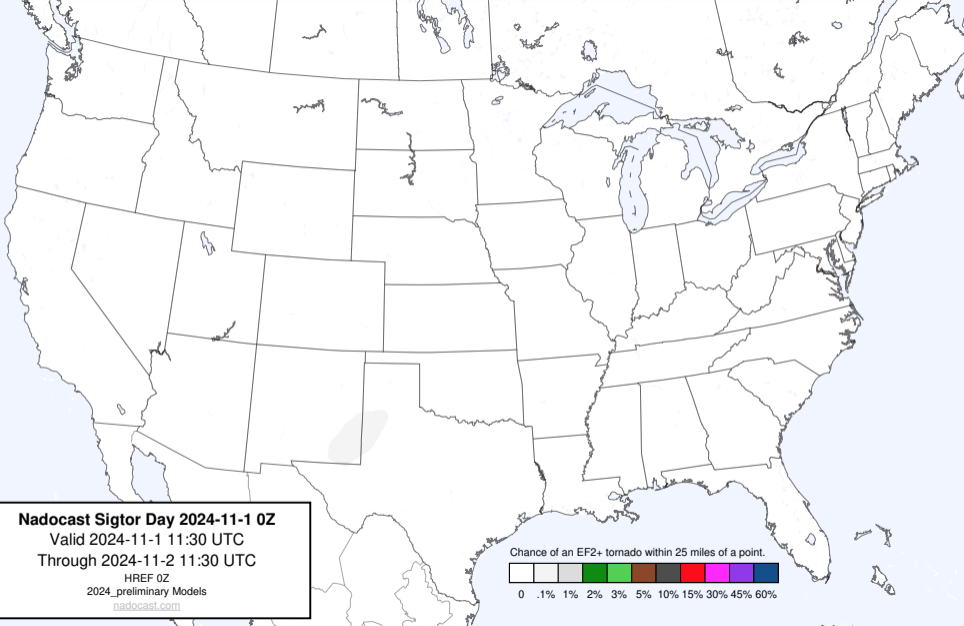 Nadocast Sigtor Day 2024-11-1 0Z
Valid 2024-11-1 11:30 UTC
Through 2024-11-2 11:30 UTC
HREF 0Z
2024_preliminary Models
nadocast.com
Chance of an EF2+ tornado within 25 miles of a point.
0 .1% 1% 2% 3% 5% 10% 15% 30% 45% 60%